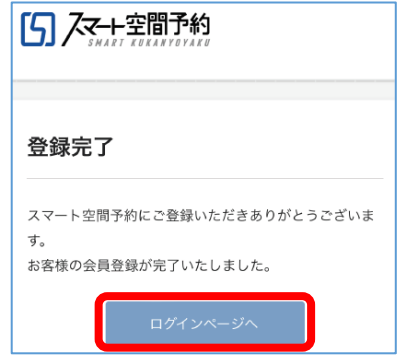 スマート空間予約
SMART KUKANYOYAKU
登録完了
スマート空間予約にご登録いただきありがとうございま
す。
お客様の会員登録が完了いたしました。
ログインページへ